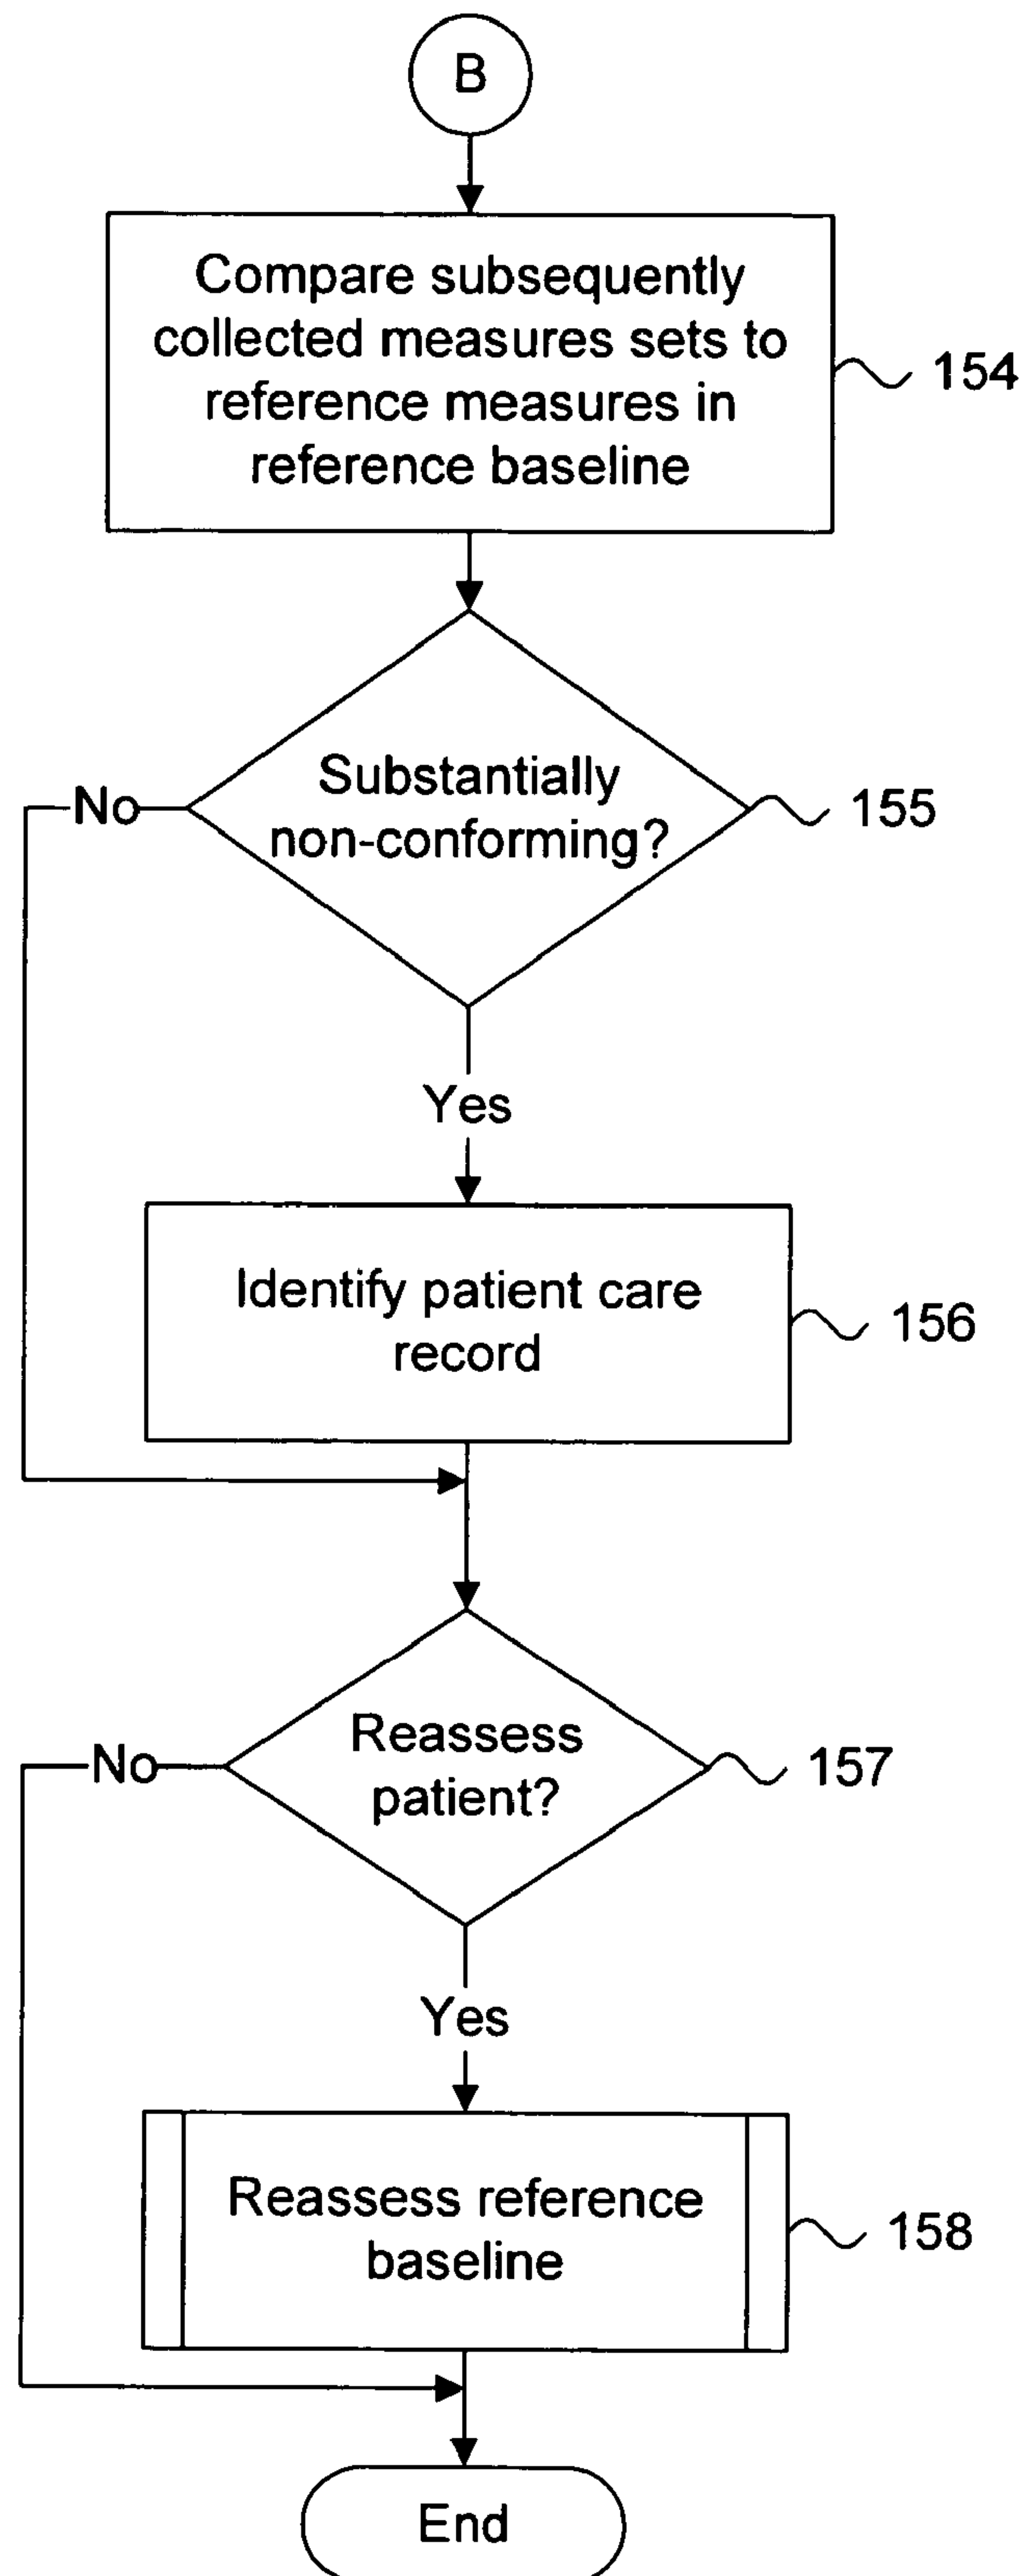 B
Compare subsequently
collected measures sets to
reference measures in
reference baseline
154
Substantially
non-conforming?
155
No
Yes
Identify patient care
record
156
Reassess
patient?
157
No
Yes
Reassess reference
baseline
158
End